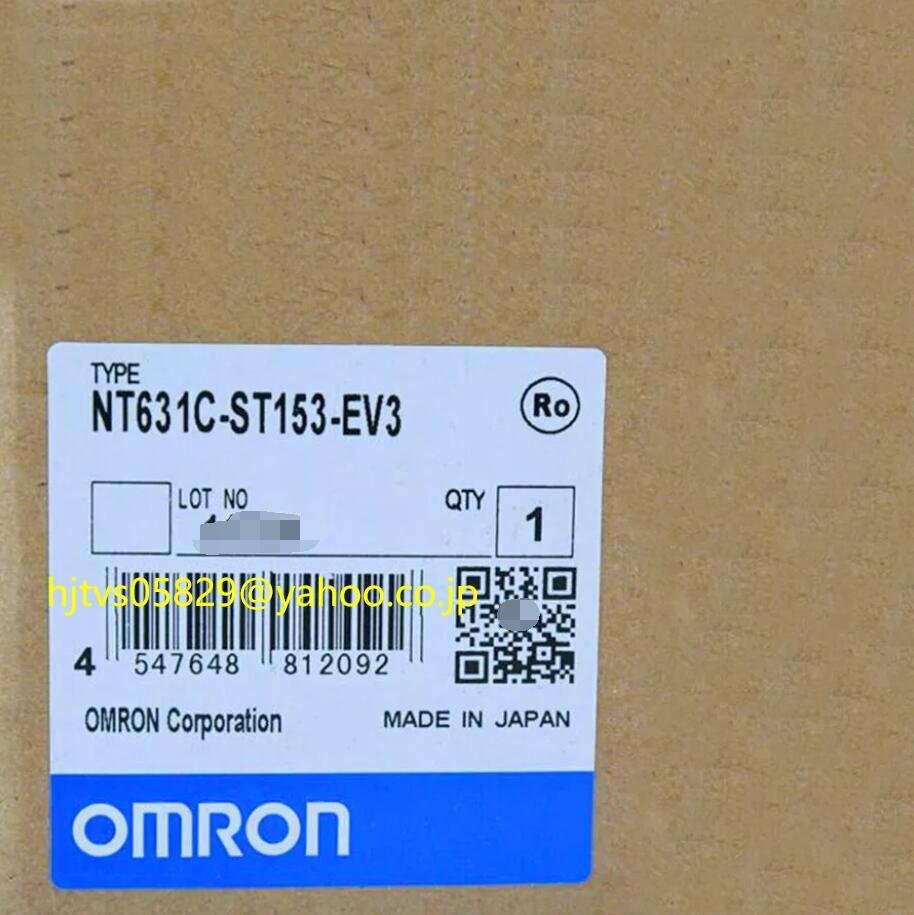 TYPE
NT631C-ST153-EV3
Ro
LOT NO
QTY
1
hjtvs05829@yahoo.co.jp
4 547648 812092
OMRON Corporation
MADE IN JAPAN
OMRON